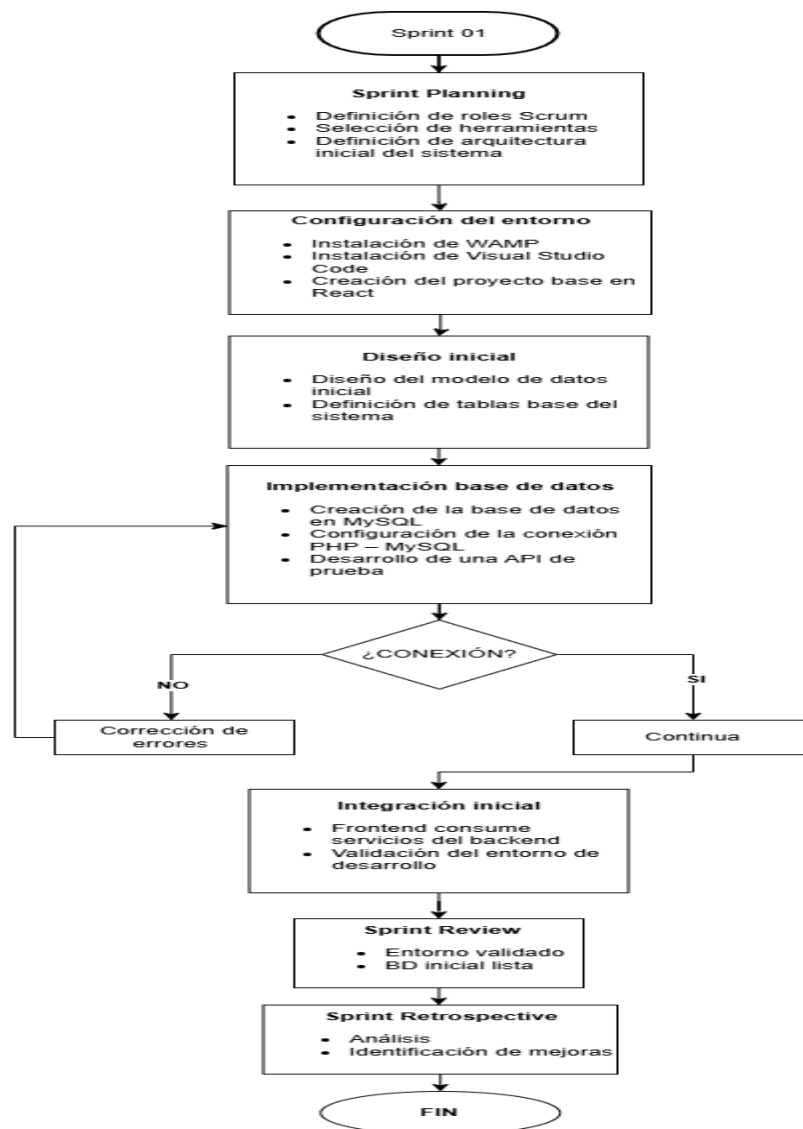 Sprint 01
Sprint Planning
• Definición de roles Scrum
• Selección de herramientas
• Definición de arquitectura
inicial del sistema
Configuración del entorno
• Instalación de WAMP
• Instalación de Visual Studio
Code
• Creación del proyecto base en
React
Diseño inicial
• Diseño del modelo de datos
inicial
• Definición de tablas base del
sistema
Implementación base de datos
• Creación de la base de datos
en MySQL
• Configuración de la conexión
PHP – MySQL
• Desarrollo de una API de
prueba
¿CONEXIÓN?
NO
SI
Corrección de
errores
Continua
Integración inicial
• Frontend consume
servicios del backend
• Validación del entorno de
desarrollo
Sprint Review
• Entorno validado
• BD inicial lista
Sprint Retrospective
• Análisis
• Identificación de mejoras
FIN